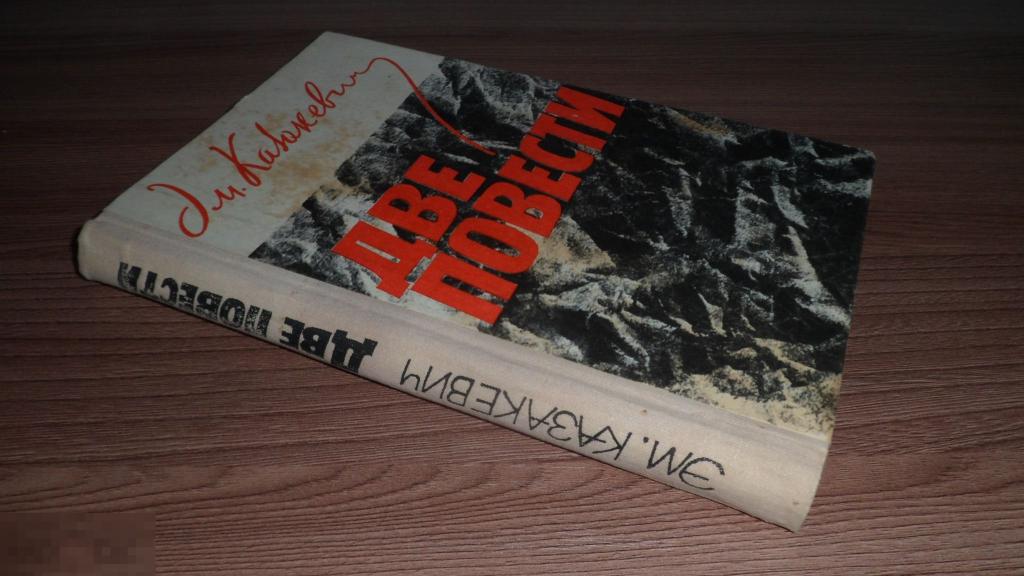 Эм. Казакевич
ДВЕ
ПОВЕСТИ
ЭМ. КАЗАКЕВИЧ ДВЕ ПОВЕСТИ